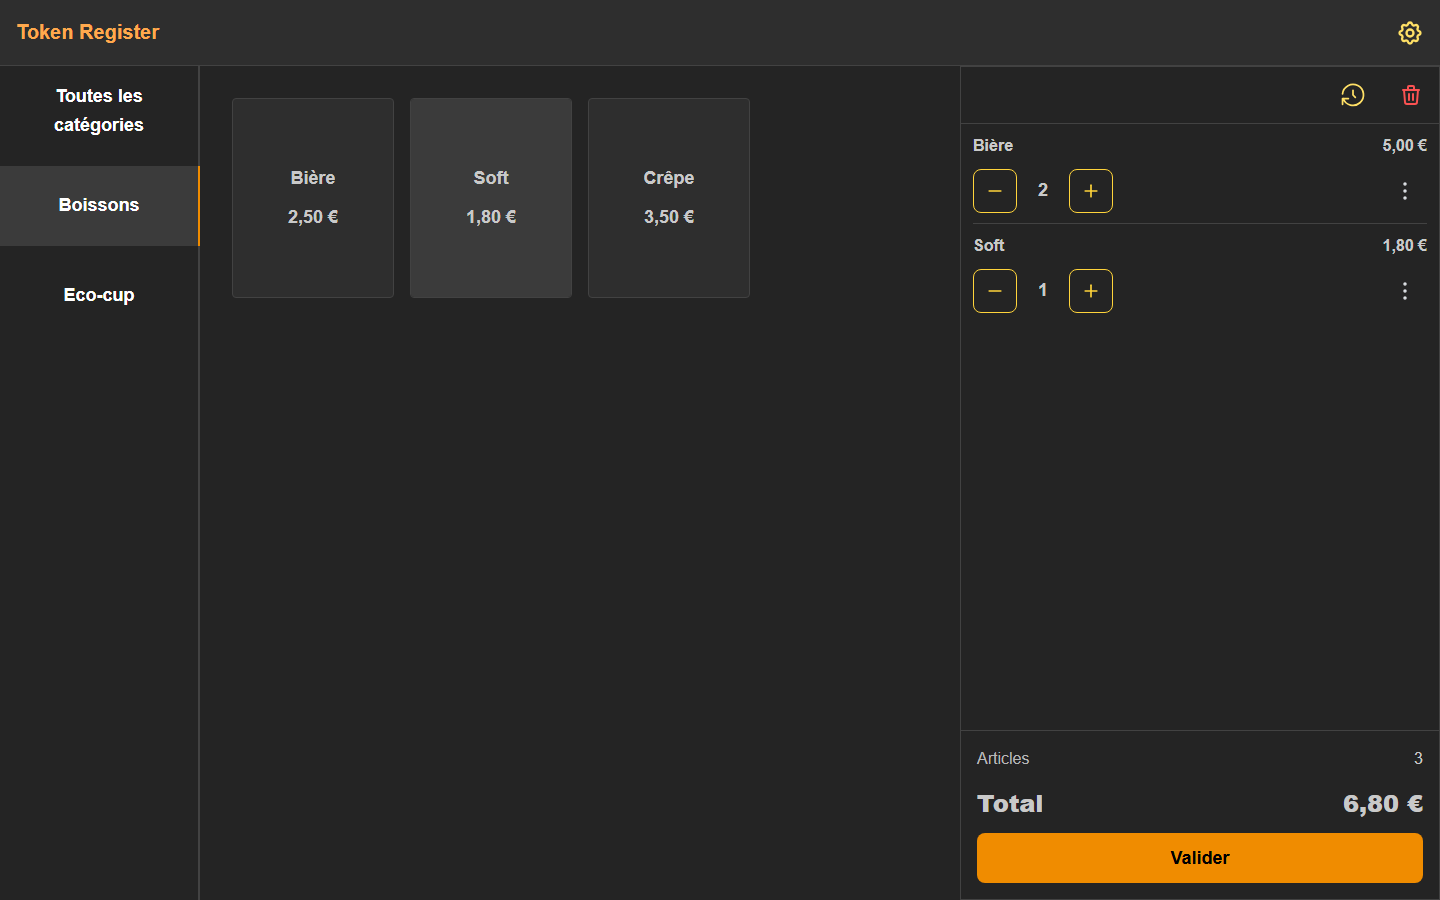 Token Register
Toutes les
catégories
Boissons
Eco-cup
Bière
2,50 €
Soft
1,80 €
Crêpe
3,50 €
Bière
5,00 €
2
Soft
1,80 €
1
Articles
3
Total
6,80 €
Valider